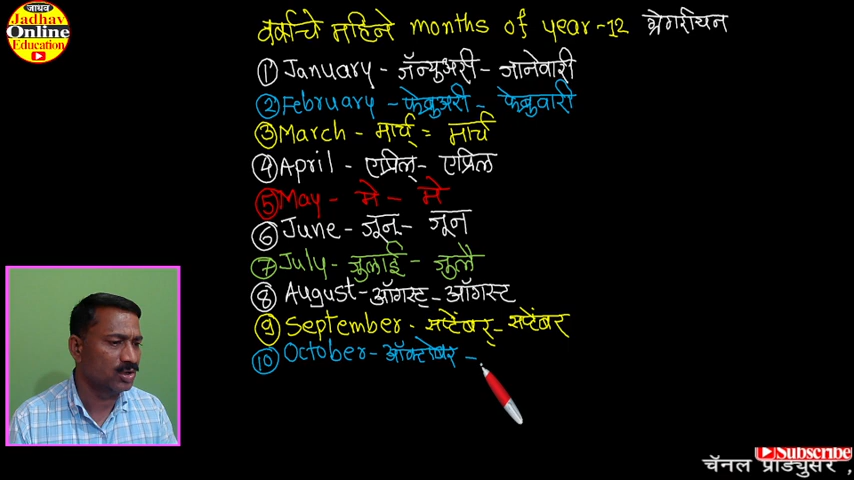 जाधव
Jadhav
Online
Education
वर्षाचे महिने months of year-12 ग्रेगरीयन
① January - जॅन्युअरी - जानेवारी
② February - फेब्रुअरी - फेब्रुवारी
③ March - मार्च् = मार्च
④ April - एप्रिल् - एप्रिल
⑤ May - मे - मे
⑥ June - जून् - जून
⑦ July - जुलाई - जुलै
⑧ August - ऑगस्ट् - ऑगस्ट
⑨ September - सप्टेंबर् - सप्टेंबर
⑩ October - ऑक्टोबर -
Subscribe
चॅनल प्रोड्युसर ,